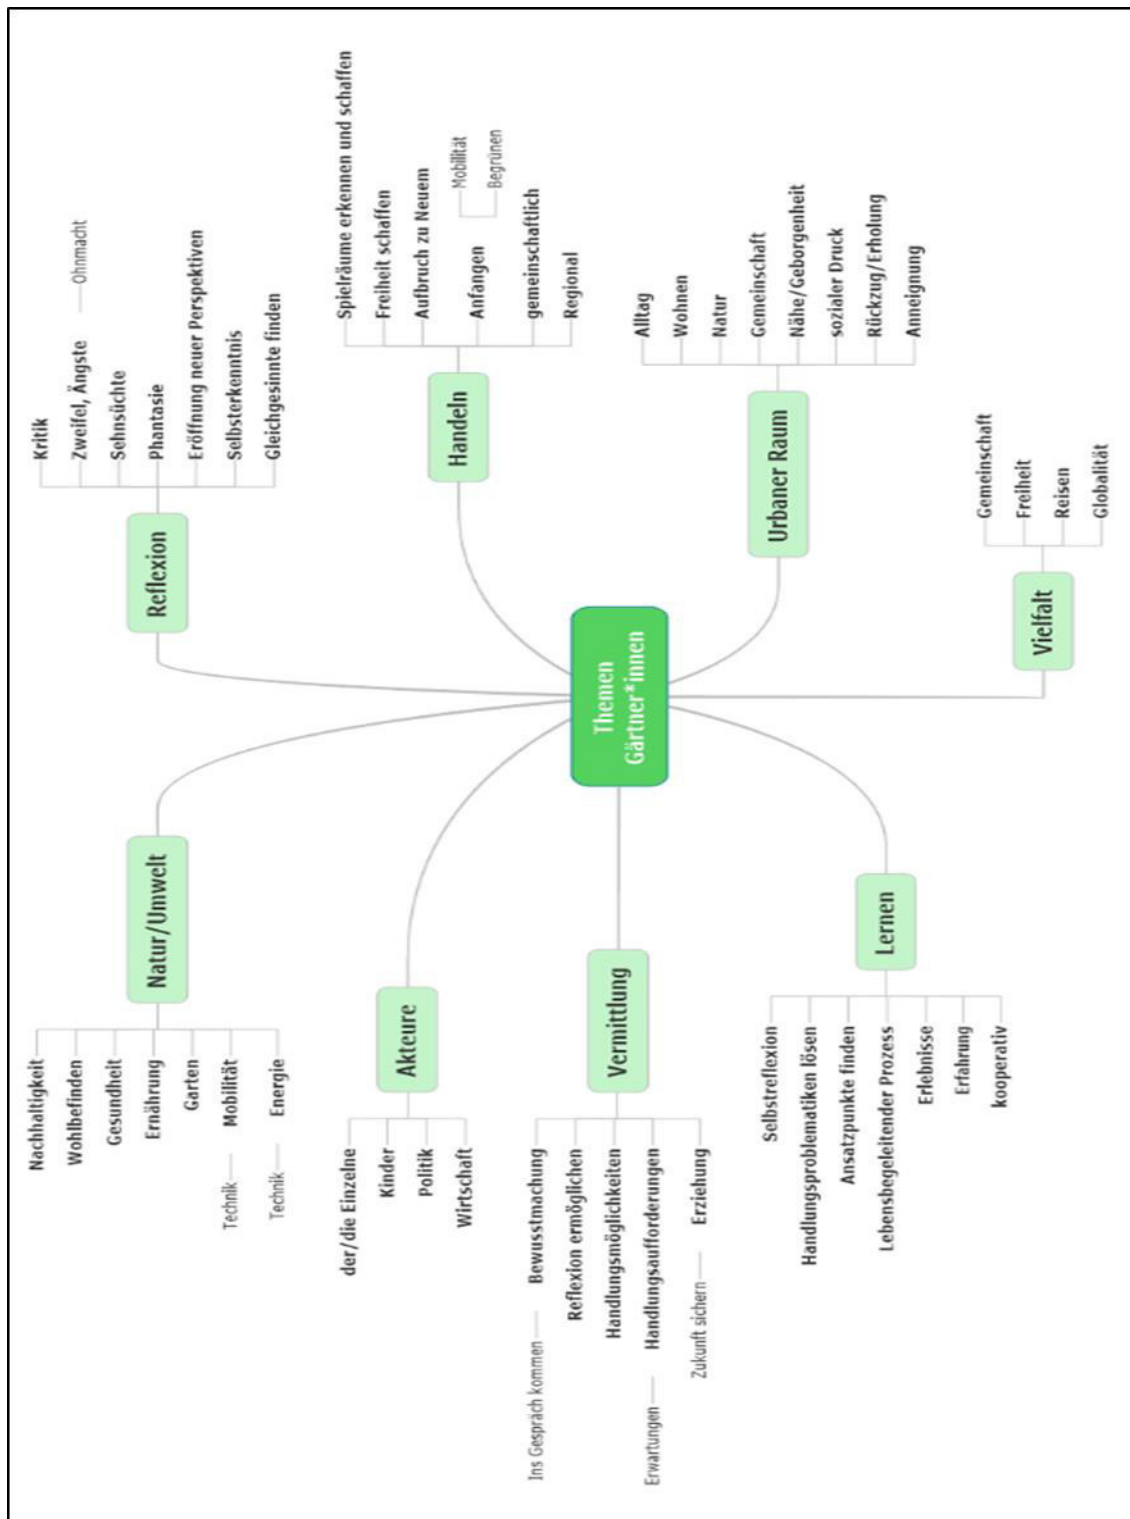 Themen
Gärtner*innen
Natur/Umwelt
Nachhaltigkeit
Wohlbefinden
Gesundheit
Ernährung
Garten
Technik
Mobilität
Technik
Energie
Akteure
der/die Einzelne
Kinder
Politik
Wirtschaft
Vermittlung
Ins Gespräch kommen
Bewusstmachung
Reflexion ermöglichen
Handlungsmöglichkeiten
Erwartungen
Handlungsaufforderungen
Zukunft sichern
Erziehung
Lernen
Selbstreflexion
Handlungsproblematiken lösen
Ansatzpunkte finden
Lebensbegeleitender Prozess
Erlebnisse
Erfahrung
kooperativ
Reflexion
Kritik
Zweifel, Ängste
Ohnmacht
Sehnsüchte
Phantasie
Eröffnung neuer Perspektiven
Selbsterkenntnis
Gleichgesinnte finden
Handeln
Spielräume erkennen und schaffen
Freiheit schaffen
Aufbruch zu Neuem
Anfangen
Mobilität
Begrünen
gemeinschaftlich
Regional
Urbaner Raum
Alltag
Wohnen
Natur
Gemeinschaft
Nähe/Geborgenheit
sozialer Druck
Rückzug/Erholung
Anneignung
Vielfalt
Gemeinschaft
Freiheit
Reisen
Globalität